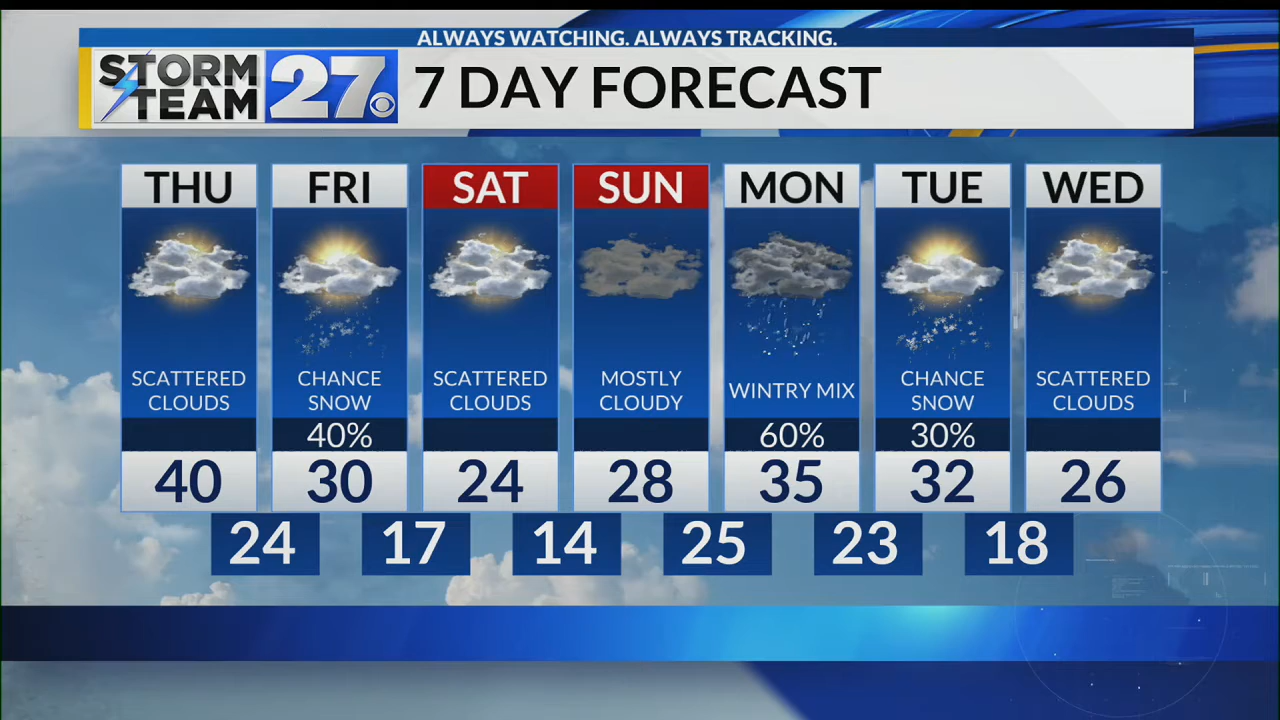 ALWAYS WATCHING. ALWAYS TRACKING.
STORM
TEAM
27
7 DAY FORECAST
THU
FRI
SAT
SUN
MON
TUE
WED
SCATTERED
CLOUDS
CHANCE
SNOW
SCATTERED
CLOUDS
MOSTLY
CLOUDY
WINTRY MIX
CHANCE
SNOW
SCATTERED
CLOUDS
40%
60%
30%
40
30
24
28
35
32
26
24
17
14
25
23
18